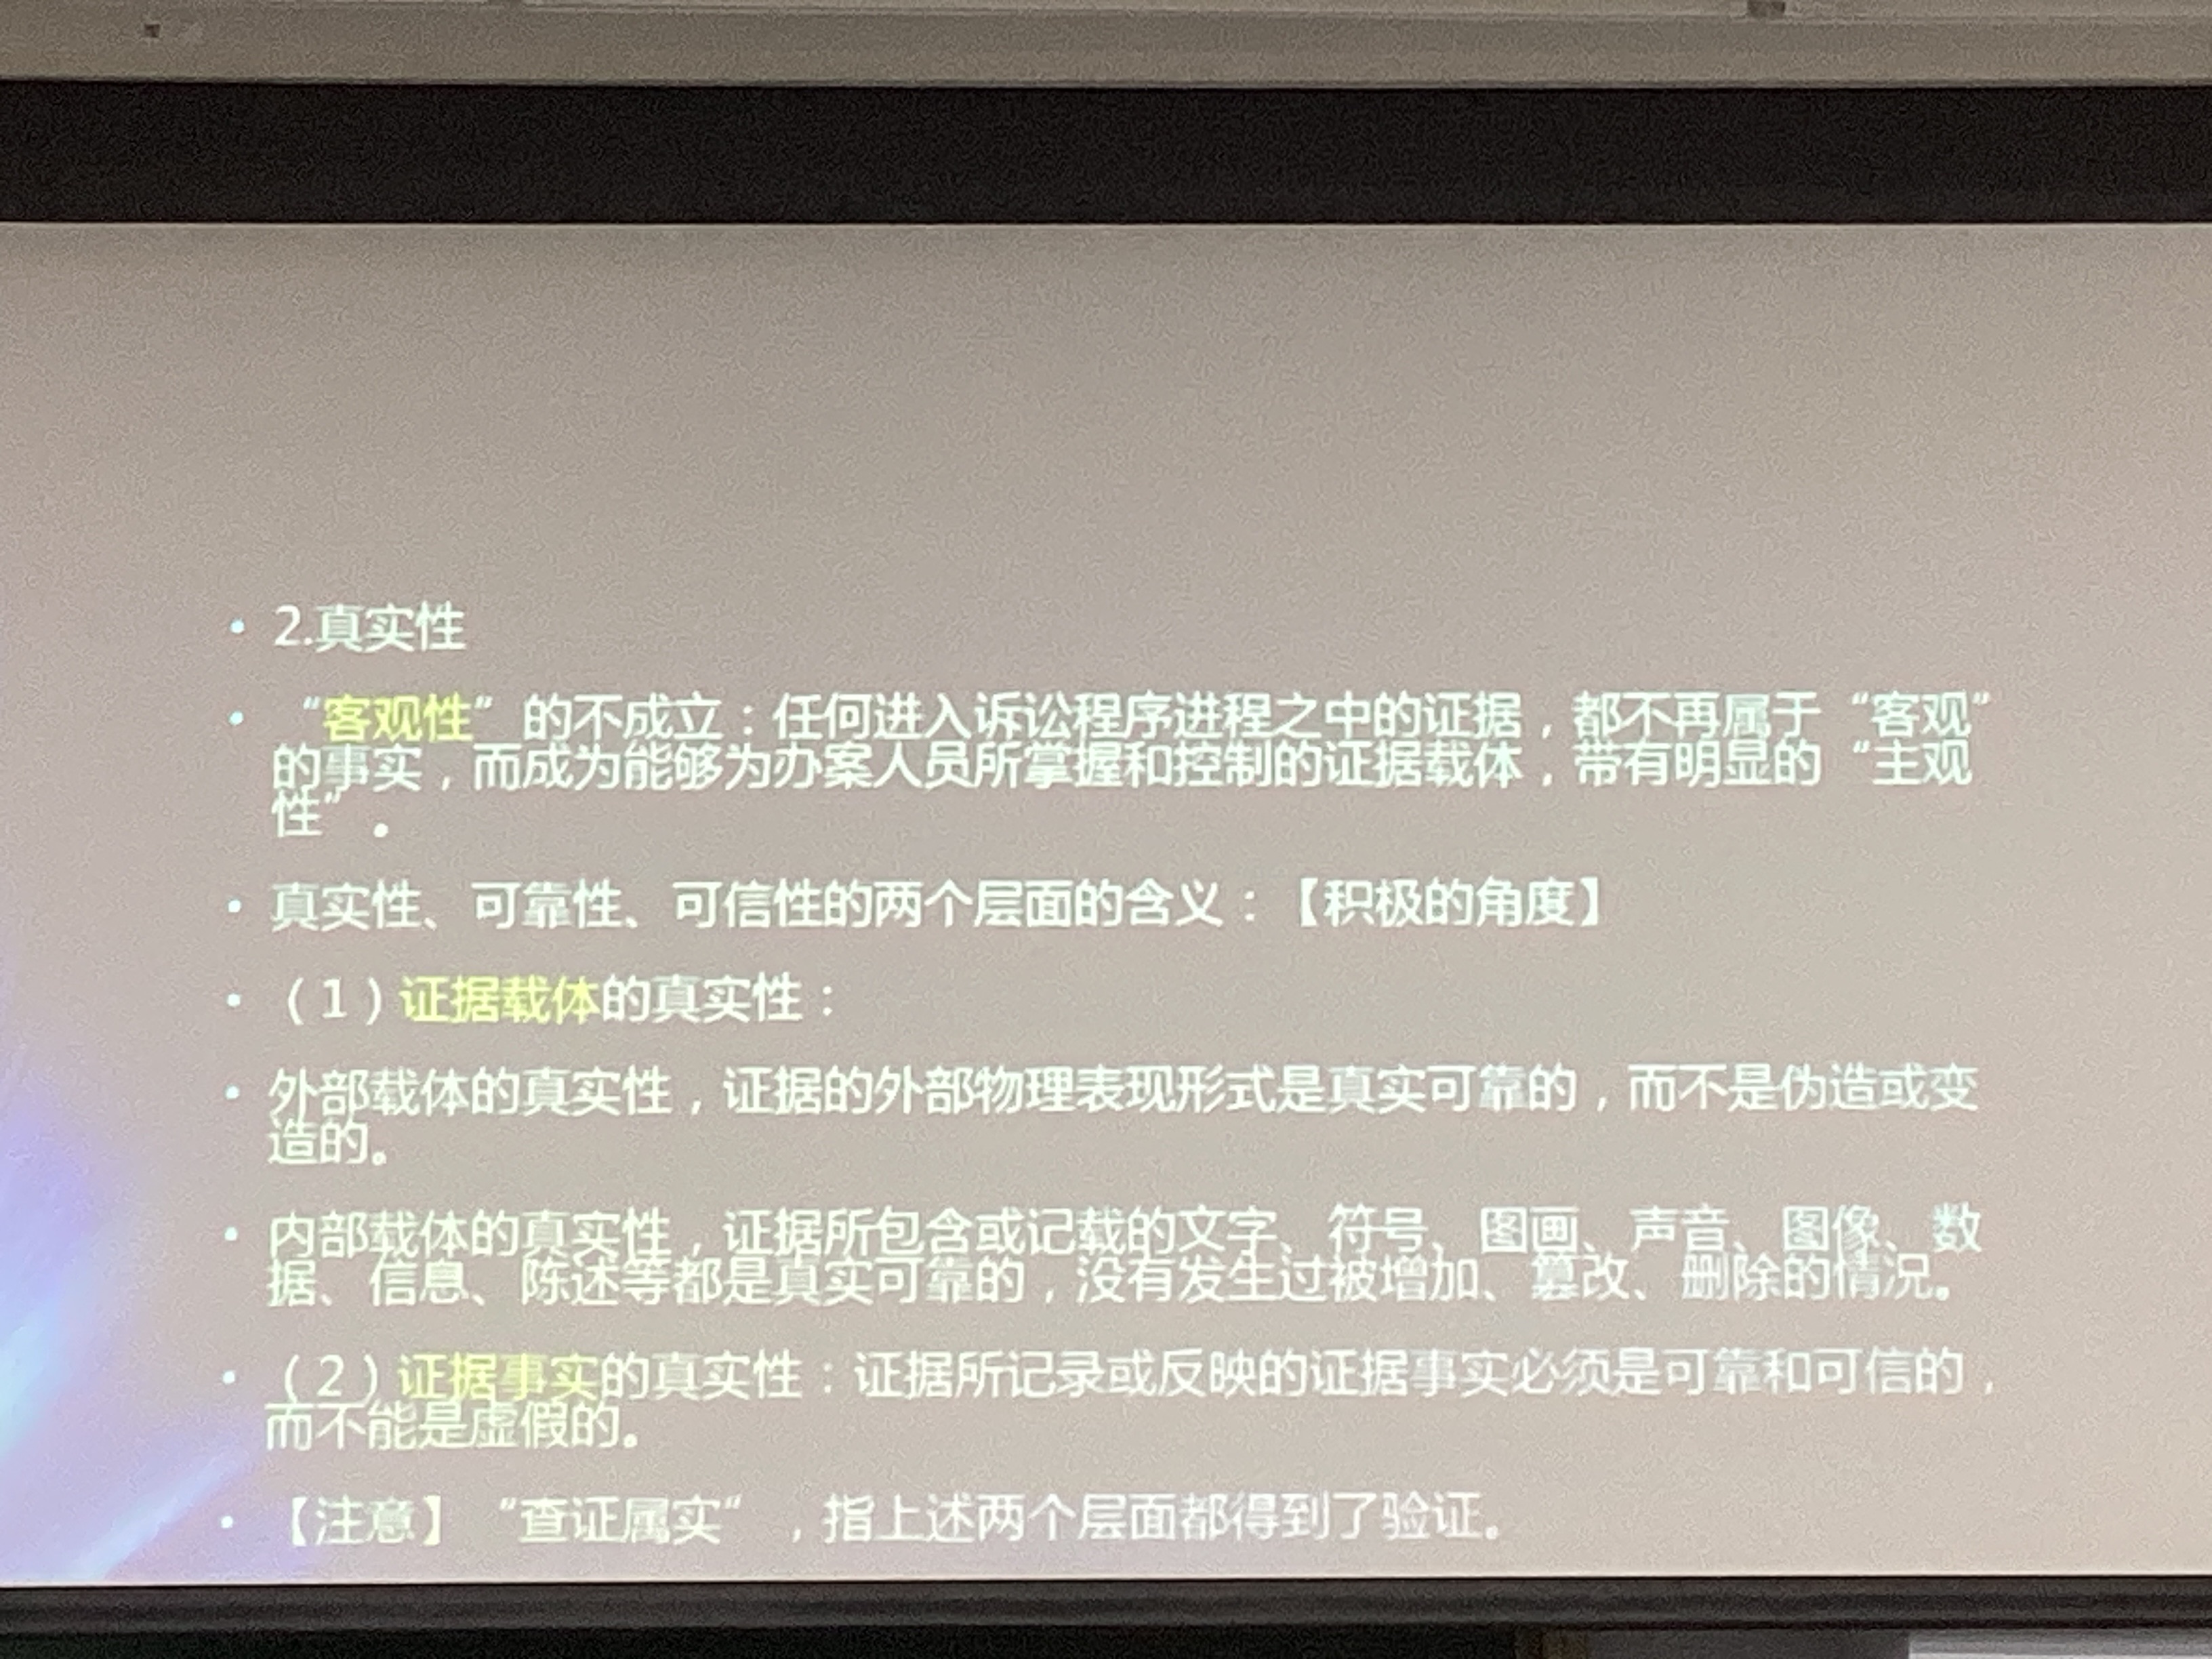 • 2.真实性
• “客观性”的不成立：任何进入诉讼程序进程之中的证据，都不再属于“客观”
的事实，而成为能够为办案人员所掌握和控制的证据载体，带有明显的“主观
性”。
• 真实性、可靠性、可信性的两个层面的含义：【积极的角度】
• （1）证据载体的真实性：
• 外部载体的真实性，证据的外部物理表现形式是真实可靠的，而不是伪造或变
造的。
• 内部载体的真实性，证据所包含或记载的文字、符号、图画、声音、图像、数
据、信息、陈述等都是真实可靠的，没有发生过被增加、篡改、删除的情况。
• （2）证据事实的真实性：证据所记录或反映的证据事实必须是可靠和可信的，
而不能是虚假的。
• 【注意】“查证属实”，指上述两个层面都得到了验证。